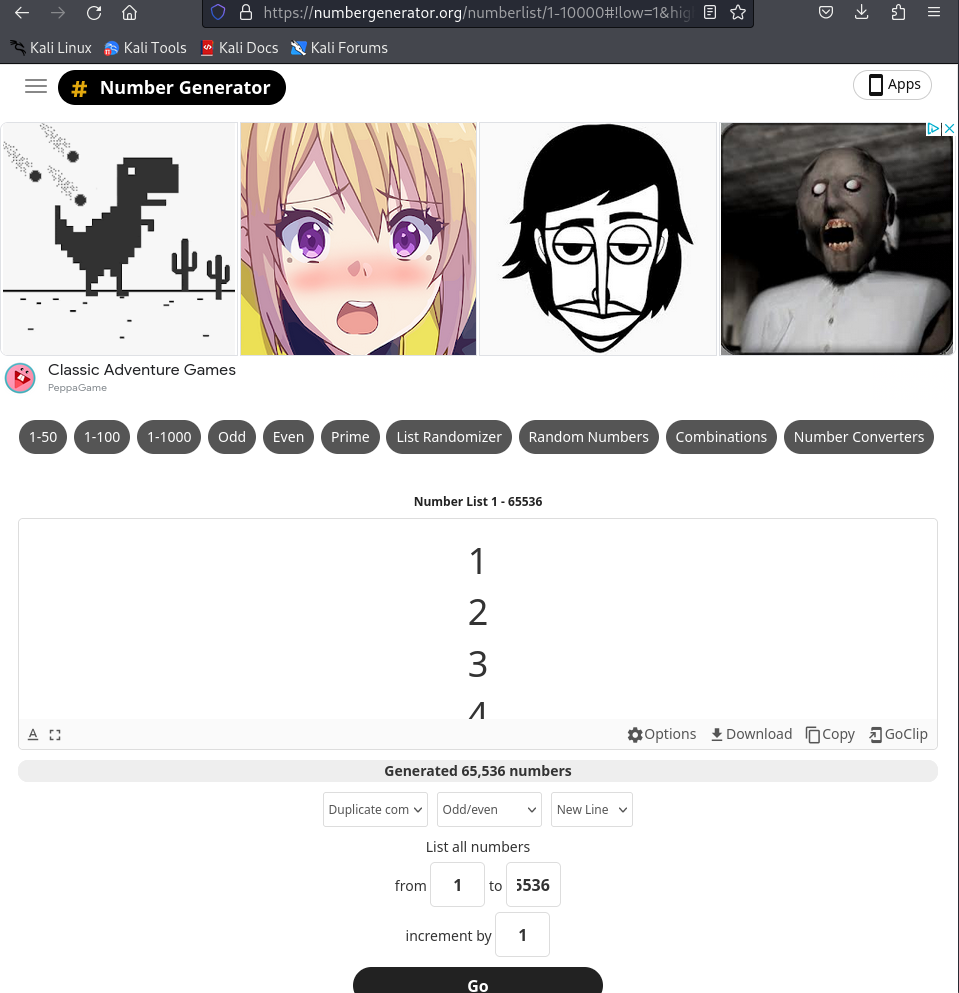 https://numbergenerator.org/numberlist/1-10000#!low=1&hig
Kali Linux Kali Tools Kali Docs Kali Forums
# Number Generator Apps
Classic Adventure Games
PeppaGame
1-50 1-100 1-1000 Odd Even Prime List Randomizer Random Numbers Combinations Number Converters
Number List 1 - 65536
1
2
3
4
A Options Download Copy GoClip
Generated 65,536 numbers
Duplicate com Odd/even New Line
List all numbers
from 1 to 5536
increment by 1
Go